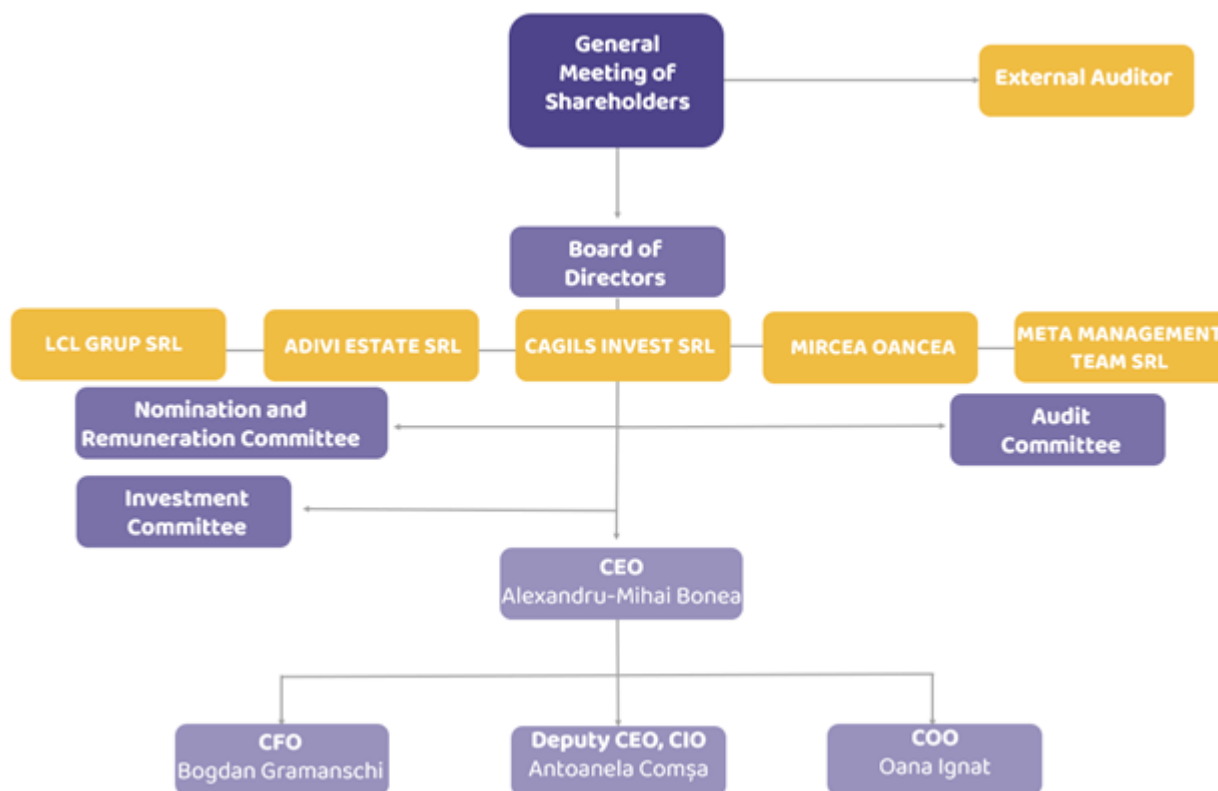 General
Meeting of
Shareholders
External Auditor
Board of
Directors
LCL GRUP SRL
ADIVI ESTATE SRL
CAGILS INVEST SRL
MIRCEA OANCEA
META MANAGEMENT
TEAM SRL
Nomination and
Remuneration Committee
Audit
Committee
Investment
Committee
CEO
Alexandru-Mihai Bonea
CFO
Bogdan Gramanschi
Deputy CEO, CIO
Antoanela Comșa
COO
Oana Ignat